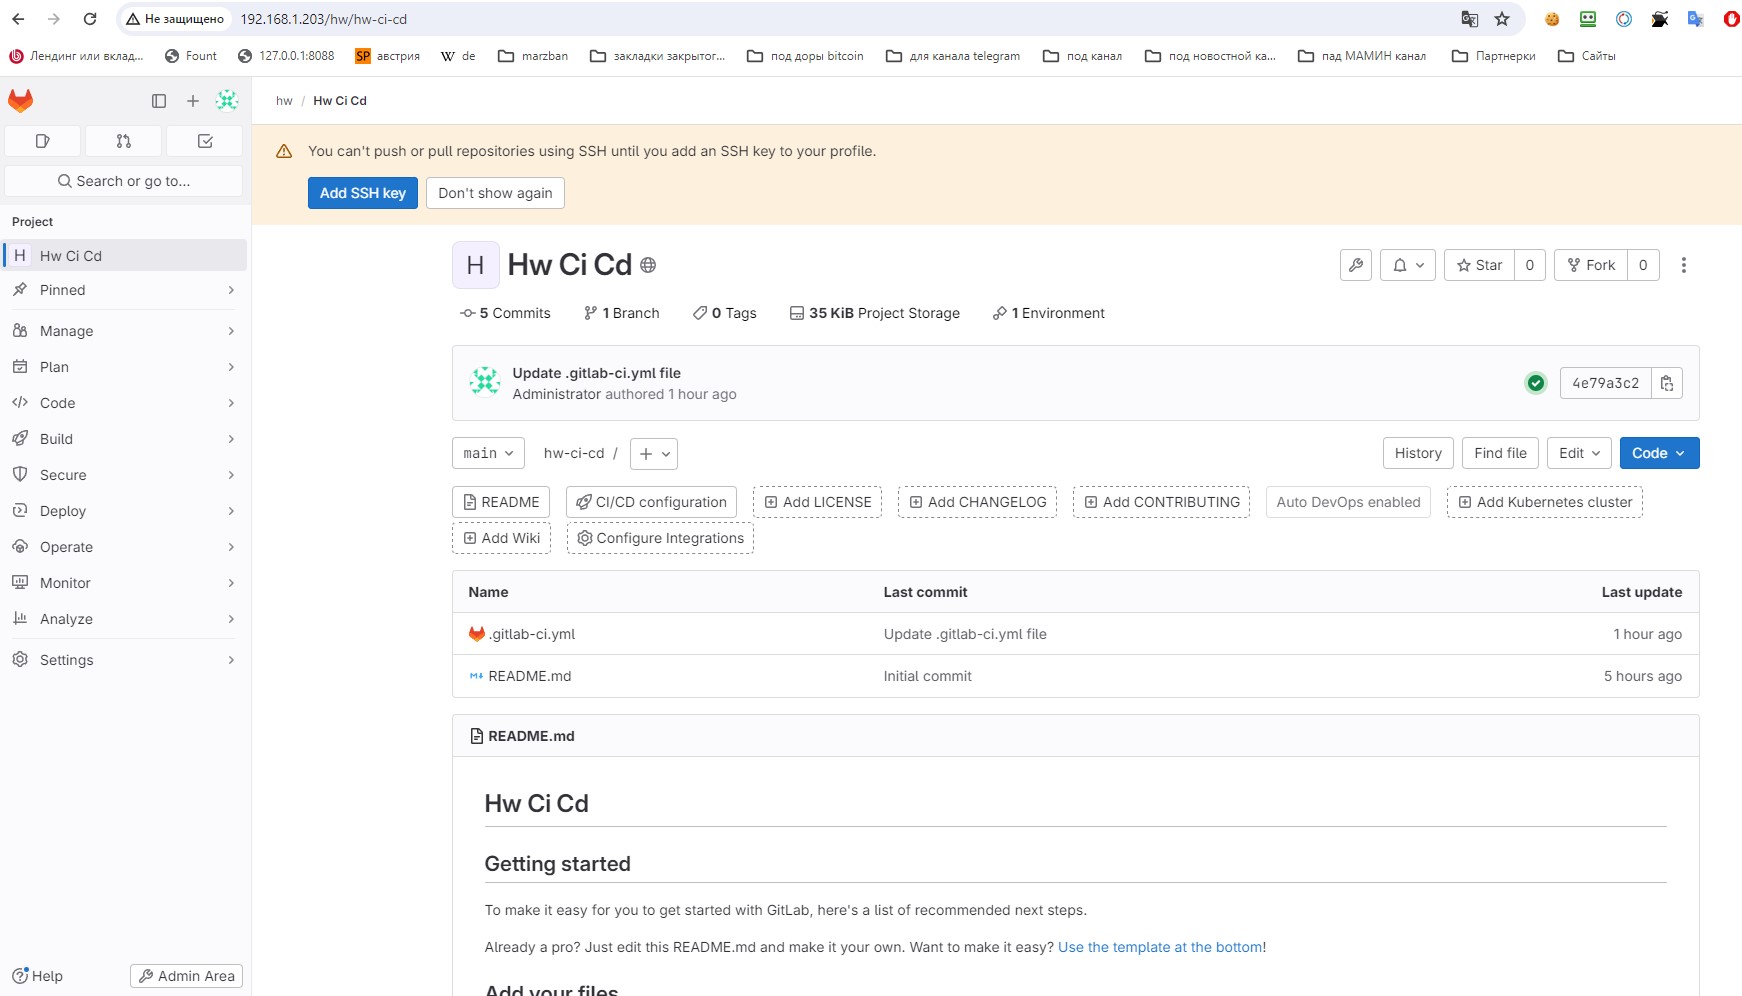 Не защищено 192.168.1.203/hw/hw-ci-cd
Лендинг или вклад... Fount 127.0.0.1:8088 SP австрия W de marzban закладки закрытог... под доры bitcoin для канала telegram под канал под новостной ка... пад МАМИН канал Партнерки Сайты
hw / Hw Ci Cd
You can't push or pull repositories using SSH until you add an SSH key to your profile.
Add SSH key Don't show again
Search or go to...
Project
H Hw Ci Cd
Pinned
Manage
Plan
Code
Build
Secure
Deploy
Operate
Monitor
Analyze
Settings
Help Admin Area
H Hw Ci Cd
Star 0 Fork 0
5 Commits 1 Branch 0 Tags 35 KiB Project Storage 1 Environment
Update .gitlab-ci.yml file
Administrator authored 1 hour ago
4e79a3c2
main hw-ci-cd / + History Find file Edit Code
README CI/CD configuration Add LICENSE Add CHANGELOG Add CONTRIBUTING Auto DevOps enabled Add Kubernetes cluster
Add Wiki Configure Integrations
Name Last commit Last update
.gitlab-ci.yml Update .gitlab-ci.yml file 1 hour ago
README.md Initial commit 5 hours ago
README.md
Hw Ci Cd
Getting started
To make it easy for you to get started with GitLab, here's a list of recommended next steps.
Already a pro? Just edit this README.md and make it your own. Want to make it easy? Use the template at the bottom!
Add your files